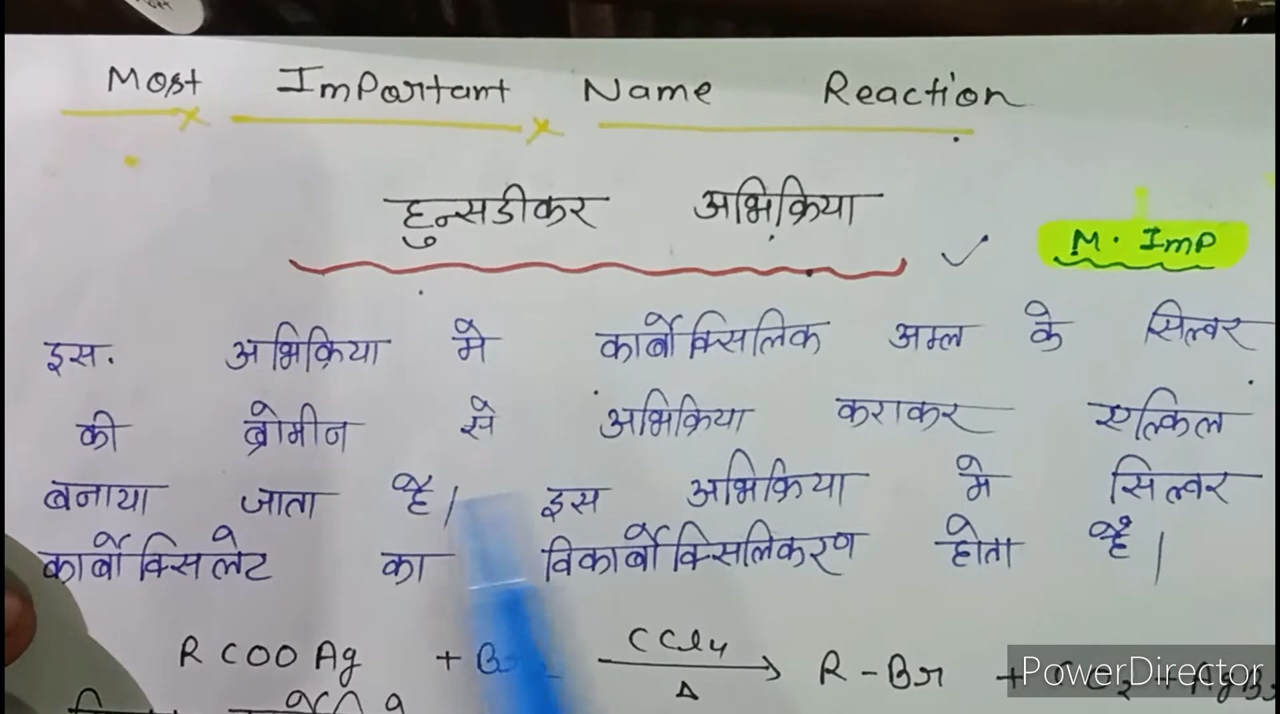 Most Important Name Reaction
हुन्सडीकर अभिक्रिया
M. Imp
इस. अभिक्रिया मे कार्बोक्सिलिक अम्ल के सिल्वर
की ब्रोमीन से अभिक्रिया कराकर एल्किल
बनाया जाता है। इस अभिक्रिया मे सिल्वर
कार्बोक्सिलेट का विकार्बोक्सिलिकरण होता है।
RCOOAg + CCl4 Δ R-Br +
PowerDirector